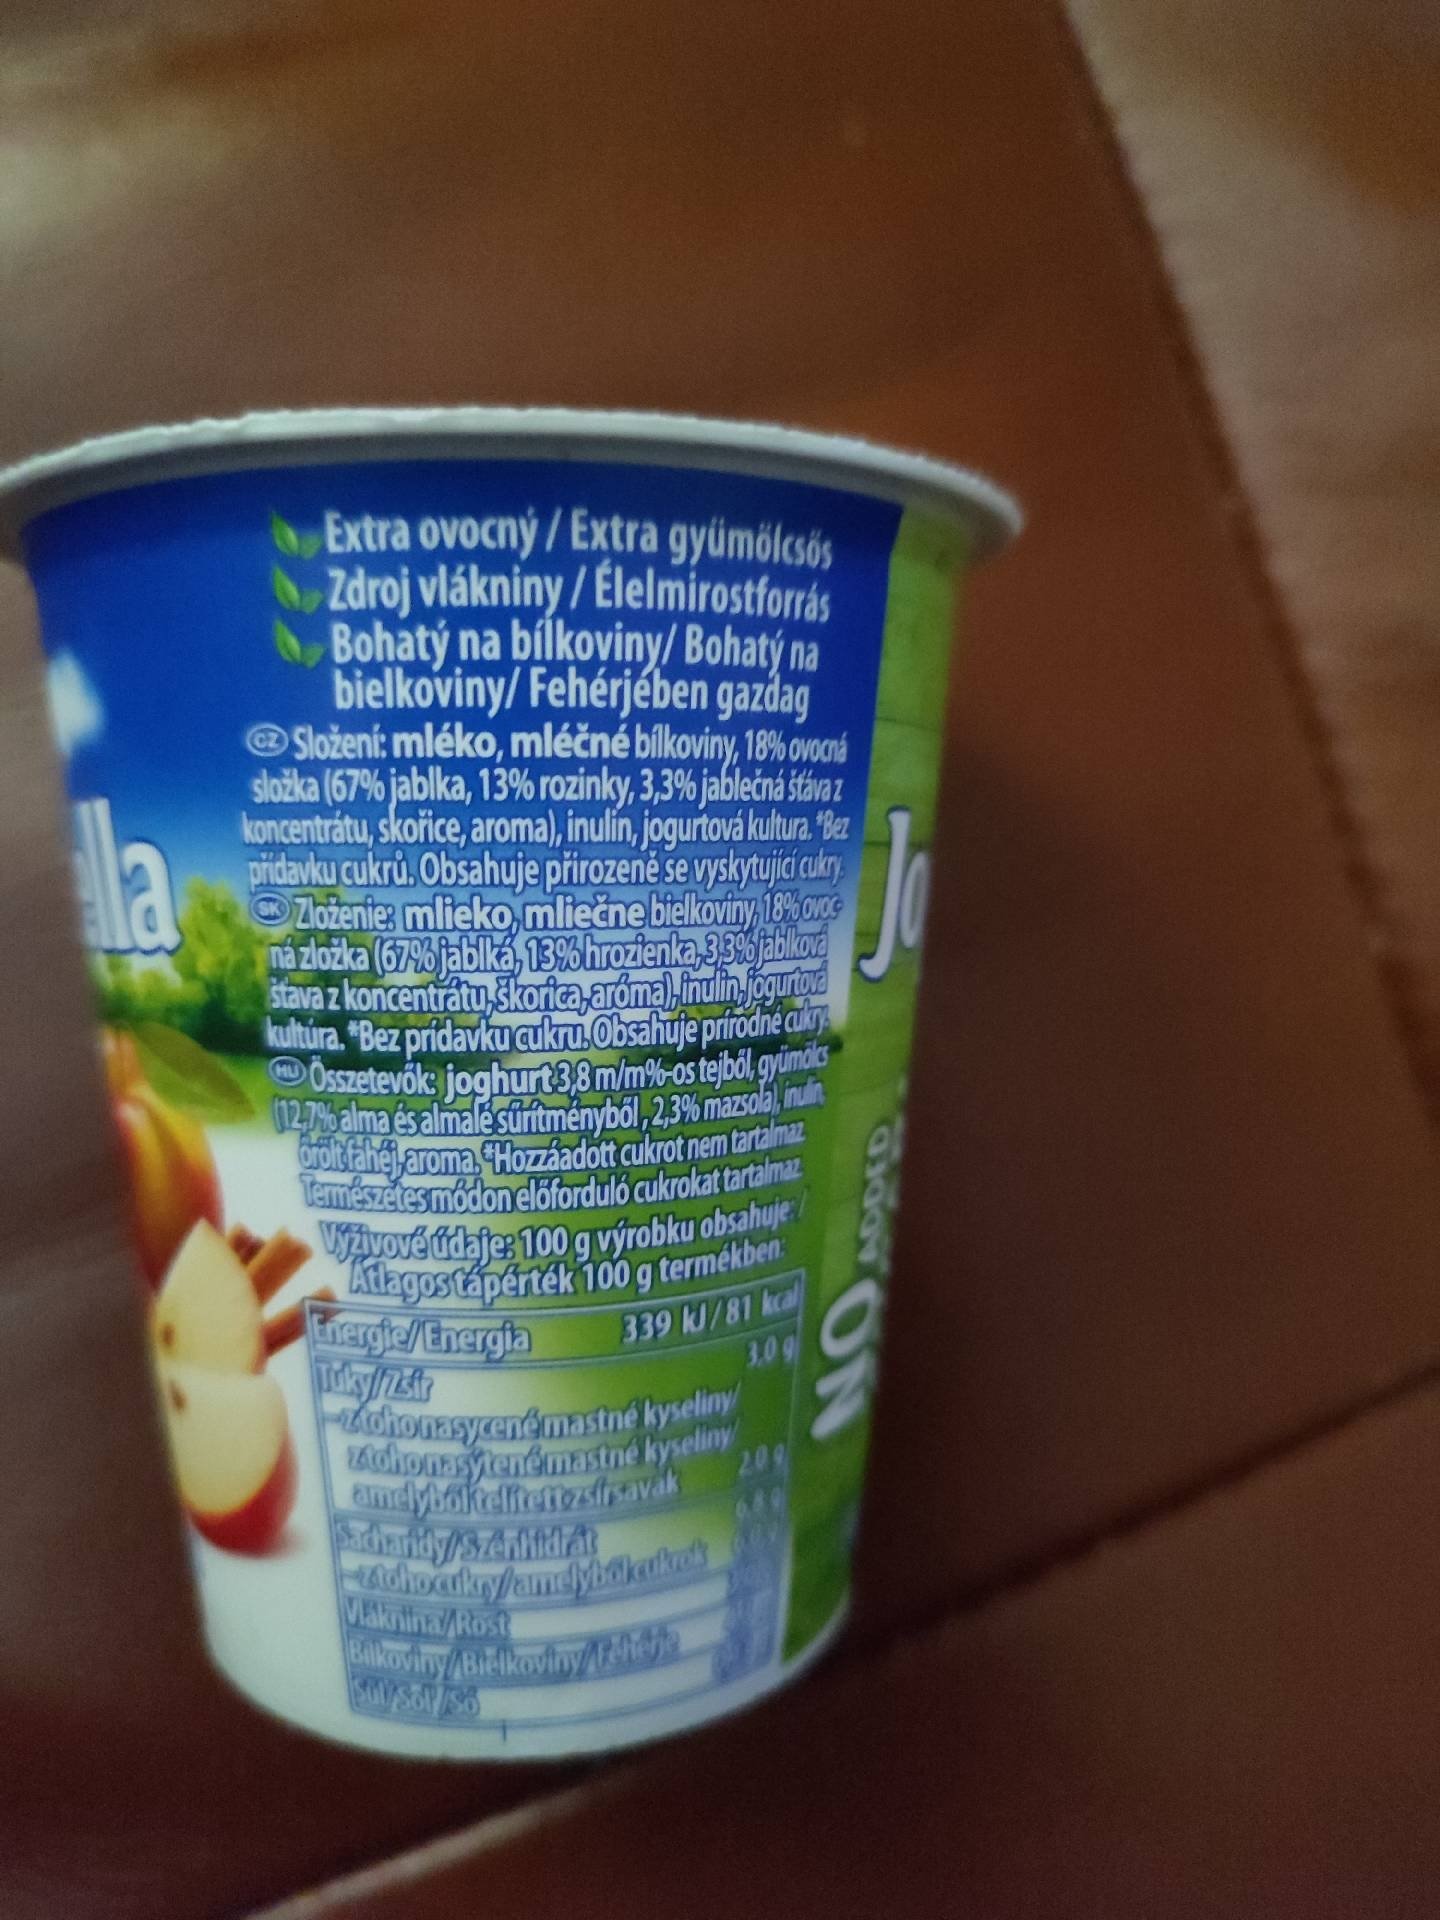 Extra ovocný / Extra gyümölcsös
Zdroj vlákniny / Élelmirostforrás
Bohatý na bílkoviny/ Bohatý na
bielkoviny/ Fehérjében gazdag
CZ Složení: mléko, mléčné bílkoviny, 18% ovocná
složka (67% jablka, 13% rozinky, 3,3% jablečná šťáva z
koncentrátu, skořice, aroma), inulin, jogurtová kultura. *Bez
přídavku cukrů. Obsahuje přirozeně se vyskytující cukry.
SK Zloženie: mlieko, mliečne bielkoviny, 18% ovoc-
ná zložka (67% jablká, 13% hrozienka, 3,3% jablková
šťava z koncentrátu, škorica, aróma), inulin, jogurtová
kultúra. *Bez prídavku cukru. Obsahuje prírodné cukry.
HU Összetevők: joghurt 3,8 m/m%-os tejből, gyümölcs
(12,7% alma és almalé sűrítményből, 2,3% mazsola), inulin,
őrölt fahéj, aroma. *Hozzáadott cukrot nem tartalmaz.
Természetes módon előforduló cukrokat tartalmaz.
Výživové údaje: 100 g výrobku obsahuje: /
Átlagos tápérték 100 g termékben:
Energie/Energia 339 kJ/81 kcal
Tuky/Zsír 3,0 g
-z toho nasycené mastné kyseliny/
z toho nasýtené mastné kyseliny/
amelyből telített zsírsavak 2,0 g
Sacharidy/Szénhidrát
-z toho cukry/amelyből cukrok
Vláknina/Rost
Bílkoviny/Bielkoviny/Fehérje
Sůl/Soľ/Só
ella
Jo
NO ADDED